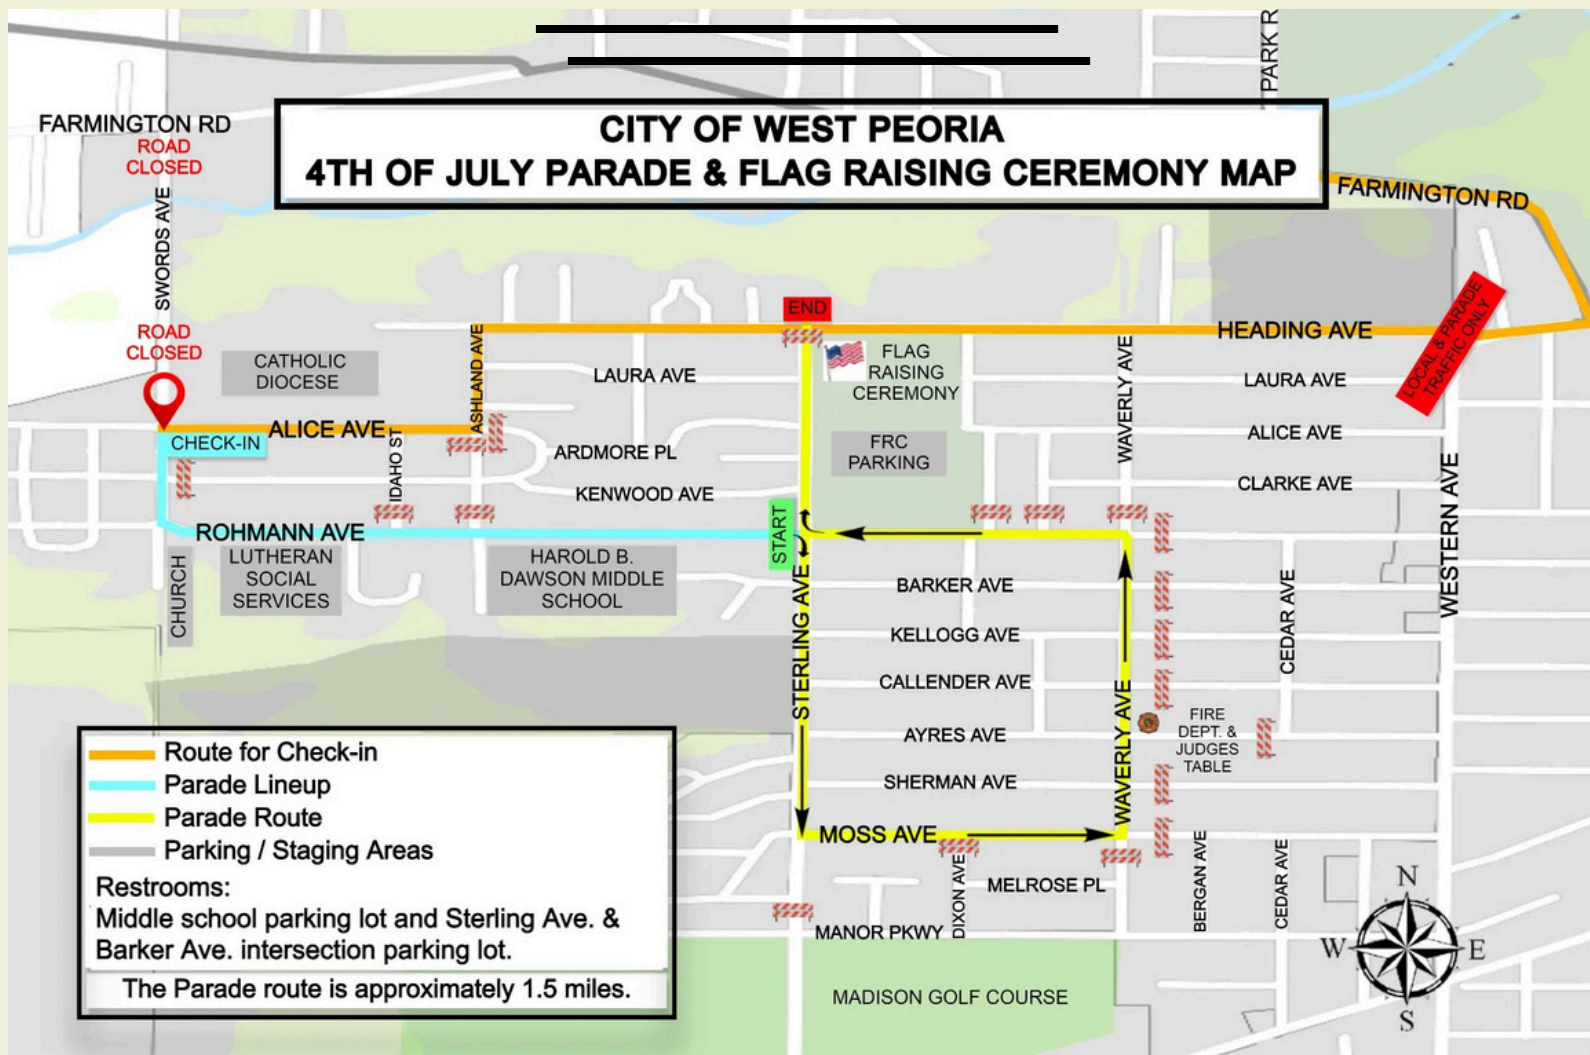 PARK R
CITY OF WEST PEORIA
4TH OF JULY PARADE & FLAG RAISING CEREMONY MAP
FARMINGTON RD
ROAD
CLOSED
SWORDS AVE
FARMINGTON RD
ROAD
CLOSED
CATHOLIC
DIOCESE
END
HEADING AVE
LOCAL & PARADE
TRAFFIC ONLY
ASHLAND AVE
LAURA AVE
FLAG
RAISING
CEREMONY
WAVERLY AVE
LAURA AVE
CHECK-IN
ALICE AVE
IDAHO ST
ARDMORE PL
FRC
PARKING
ALICE AVE
KENWOOD AVE
CLARKE AVE
WESTERN AVE
ROHMANN AVE
START
CHURCH
LUTHERAN
SOCIAL
SERVICES
HAROLD B.
DAWSON MIDDLE
SCHOOL
STERLING AVE
BARKER AVE
KELLOGG AVE
CEDAR AVE
CALLENDER AVE
WAVERLY AVE
AYRES AVE
FIRE
DEPT. &
JUDGES
TABLE
SHERMAN AVE
MOSS AVE
DIXON AVE
MELROSE PL
BERGAN AVE
CEDAR AVE
MANOR PKWY
MADISON GOLF COURSE
Route for Check-in
Parade Lineup
Parade Route
Parking / Staging Areas
Restrooms:
Middle school parking lot and Sterling Ave. &
Barker Ave. intersection parking lot.
The Parade route is approximately 1.5 miles.
N
W
E
S